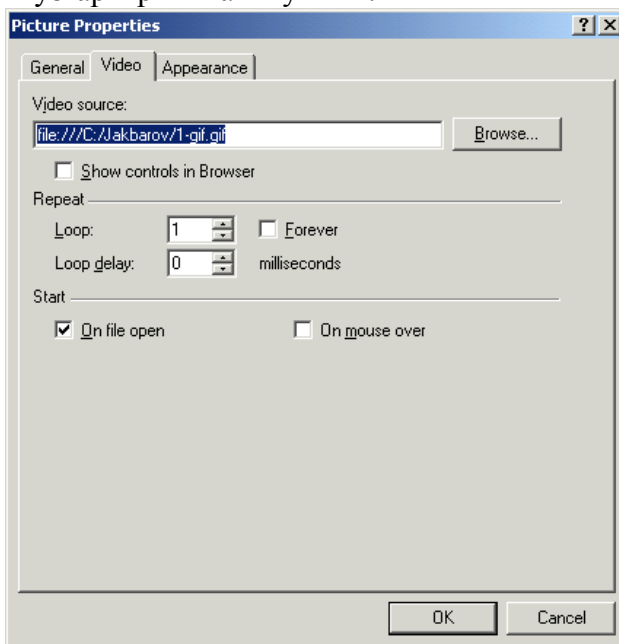 Picture Properties
General Video Appearance
Video source:
file:///C:/Jakbarov/1-gif.gif Browse...
Show controls in Browser
Repeat
Loop: 1 Forever
Loop delay: 0 milliseconds
Start
On file open On mouse over
OK Cancel